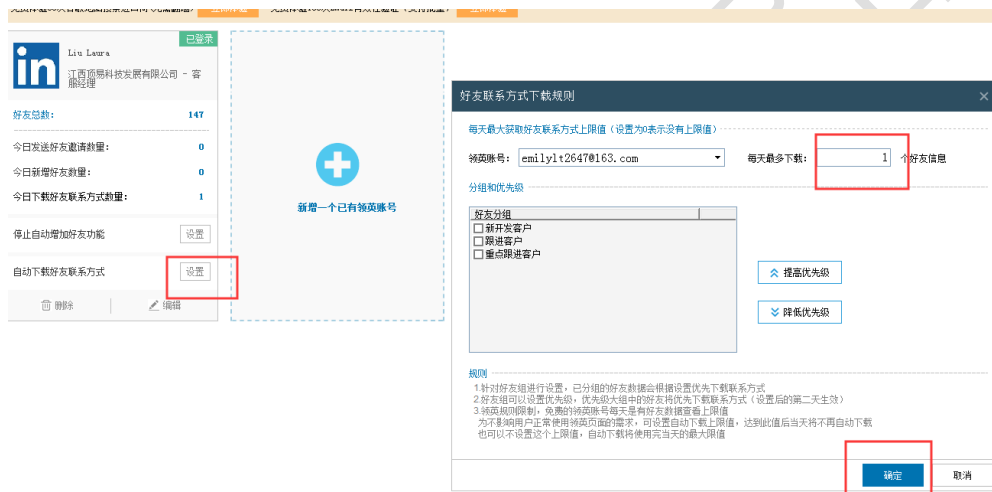 已登录
in
Liu Laura
江西顶易科技发展有限公司 - 客
服经理
好友总数： 147
今日发送好友邀请数量： 0
今日新增好友数量： 0
今日下载好友联系方式数量： 1
停止自动增加好友功能 设置
自动下载好友联系方式 设置
删除 编辑
新增一个已有领英账号
好友联系方式下载规则
每天最大获取好友联系方式上限值（设置为0表示没有上限值）
领英账号： emilylt2647@163.com 每天最多下载： 1 个好友信息
分组和优先级
好友分组
新开发客户
跟进客户
重点跟进客户
提高优先级
降低优先级
规则
1.针对好友组进行设置，已分组的好友数据会根据设置优先下载联系方式
2.好友组可以设置优先级，优先级大组中的好友将优先下载联系方式（设置后的第二天生效）
3.领英规则限制，免费的领英账号每天是有好友数据查看上限值
为不影响用户正常使用领英页面的需求，可设置自动下载上限值，达到此值后当天将不再自动下载
也可以不设置这个上限值，自动下载将使用完当天的最大限值
确定 取消